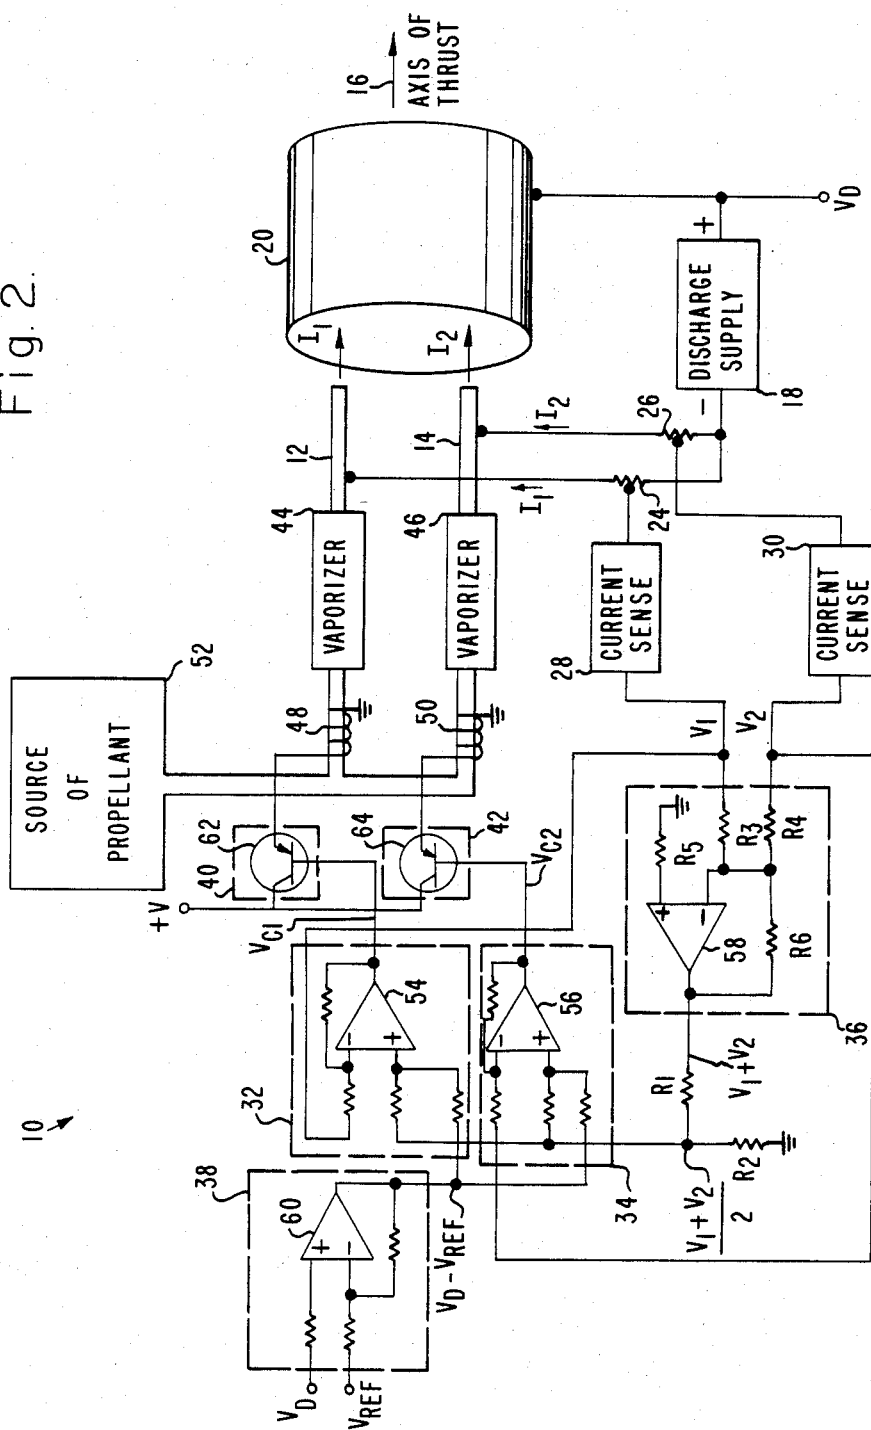 Fig. 2.
10
SOURCE
OF
PROPELLANT
52
16
AXIS OF
THRUST
20
I1
I2
12
14
44
VAPORIZER
46
VAPORIZER
48
50
+V
40
62
64
42
VC1
VC2
32
54
56
34
38
60
+
-
VD
VREF
VD-VREF
-
+
-
+
V1+V2
2
R2
R1
V1+V2
36
58
+
-
R5
R3
R4
R6
V1
V2
28
CURRENT
SENSE
30
CURRENT
SENSE
I1
I2
24
26
DISCHARGE
SUPPLY
18
-
+
VD